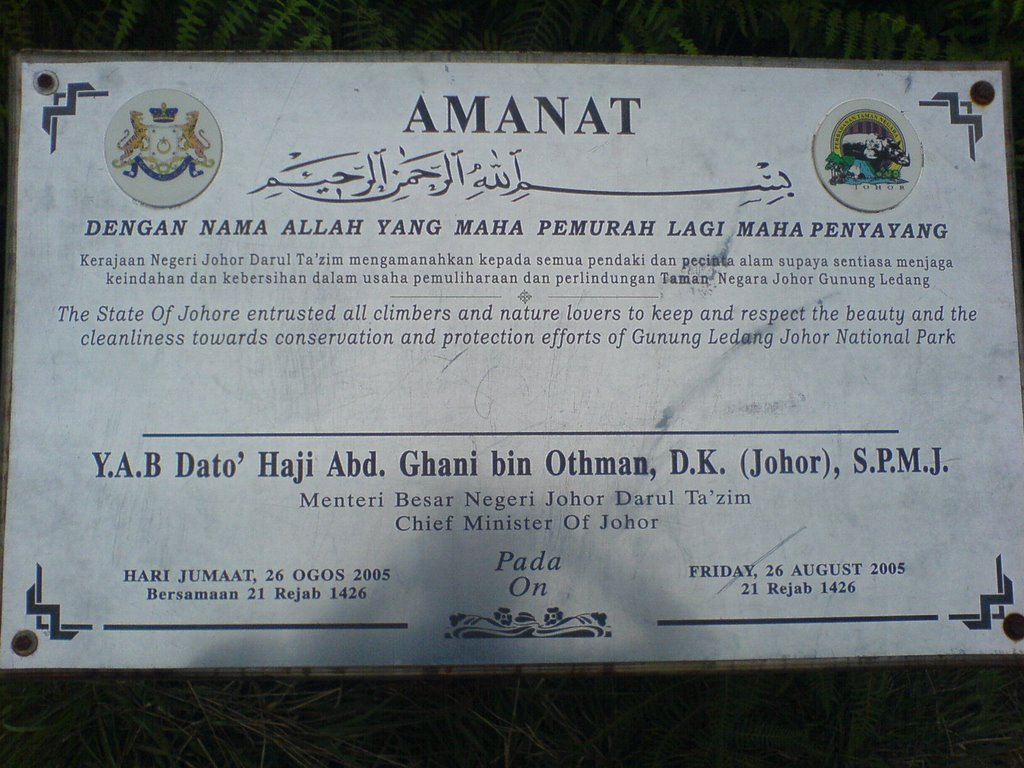 AMANAT
بِسْمِ اللهِ الرَّحْمٰنِ الرَّحِيْمِ
DENGAN NAMA ALLAH YANG MAHA PEMURAH LAGI MAHA PENYAYANG
Kerajaan Negeri Johor Darul Ta'zim mengamanahkan kepada semua pendaki dan pecinta alam supaya sentiasa menjaga
keindahan dan kebersihan dalam usaha pemuliharaan dan perlindungan Taman Negara Johor Gunung Ledang
The State Of Johore entrusted all climbers and nature lovers to keep and respect the beauty and the
cleanliness towards conservation and protection efforts of Gunung Ledang Johor National Park
Y.A.B Dato' Haji Abd. Ghani bin Othman, D.K. (Johor), S.P.M.J.
Menteri Besar Negeri Johor Darul Ta'zim
Chief Minister Of Johor
HARI JUMAAT, 26 OGOS 2005
Bersamaan 21 Rejab 1426
Pada
On
FRIDAY, 26 AUGUST 2005
21 Rejab 1426
JOHOR